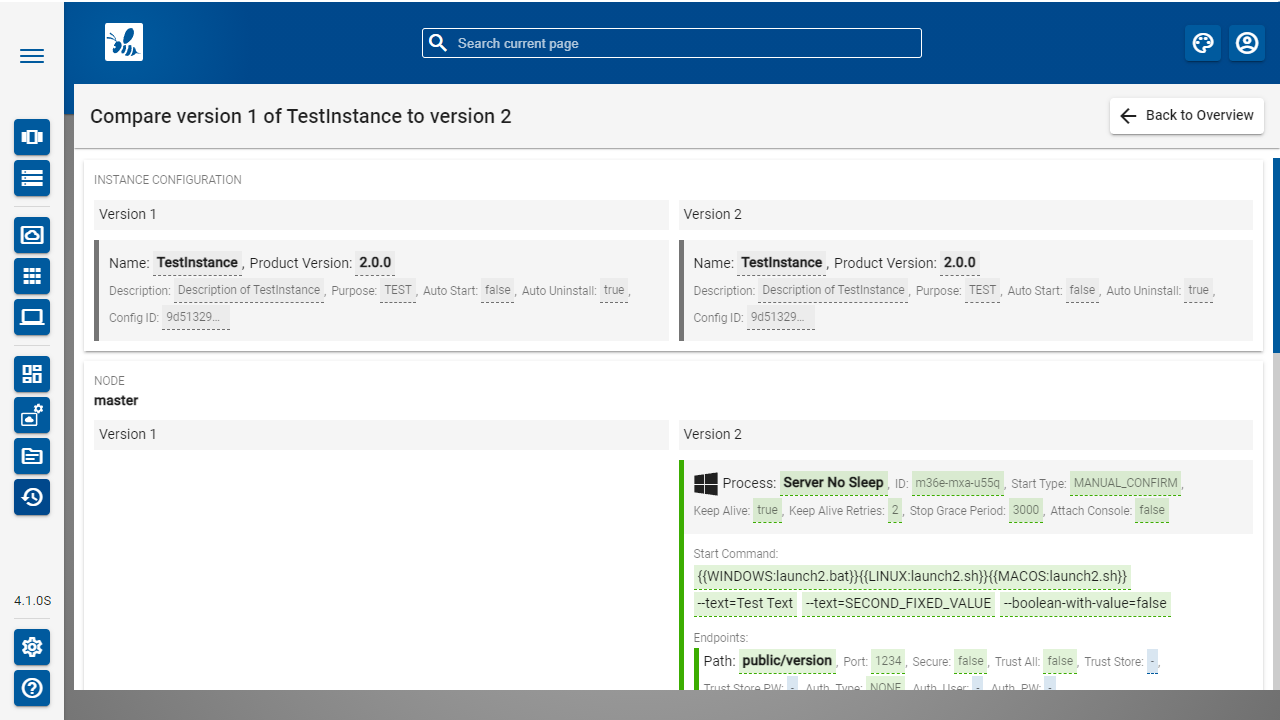 Search current page
Compare version 1 of TestInstance to version 2
Back to Overview
INSTANCE CONFIGURATION
Version 1
Version 2
Name: TestInstance, Product Version: 2.0.0
Description: Description of TestInstance, Purpose: TEST, Auto Start: false, Auto Uninstall: true,
Config ID: 9d51329...
Name: TestInstance, Product Version: 2.0.0
Description: Description of TestInstance, Purpose: TEST, Auto Start: false, Auto Uninstall: true,
Config ID: 9d51329...
NODE
master
Version 1
Version 2
Process: Server No Sleep, ID: m36e-mxa-u55q, Start Type: MANUAL_CONFIRM,
Keep Alive: true, Keep Alive Retries: 2, Stop Grace Period: 3000, Attach Console: false
Start Command:
{{WINDOWS:launch2.bat}}{{LINUX:launch2.sh}}{{MACOS:launch2.sh}}
--text=Test Text --text=SECOND_FIXED_VALUE --boolean-with-value=false
Endpoints:
Path: public/version, Port: 1234, Secure: false, Trust All: false, Trust Store: -,
Trust Store PW: -, Auth. Type: NONE, Auth. User: -, Auth. PW: -
4.1.0S